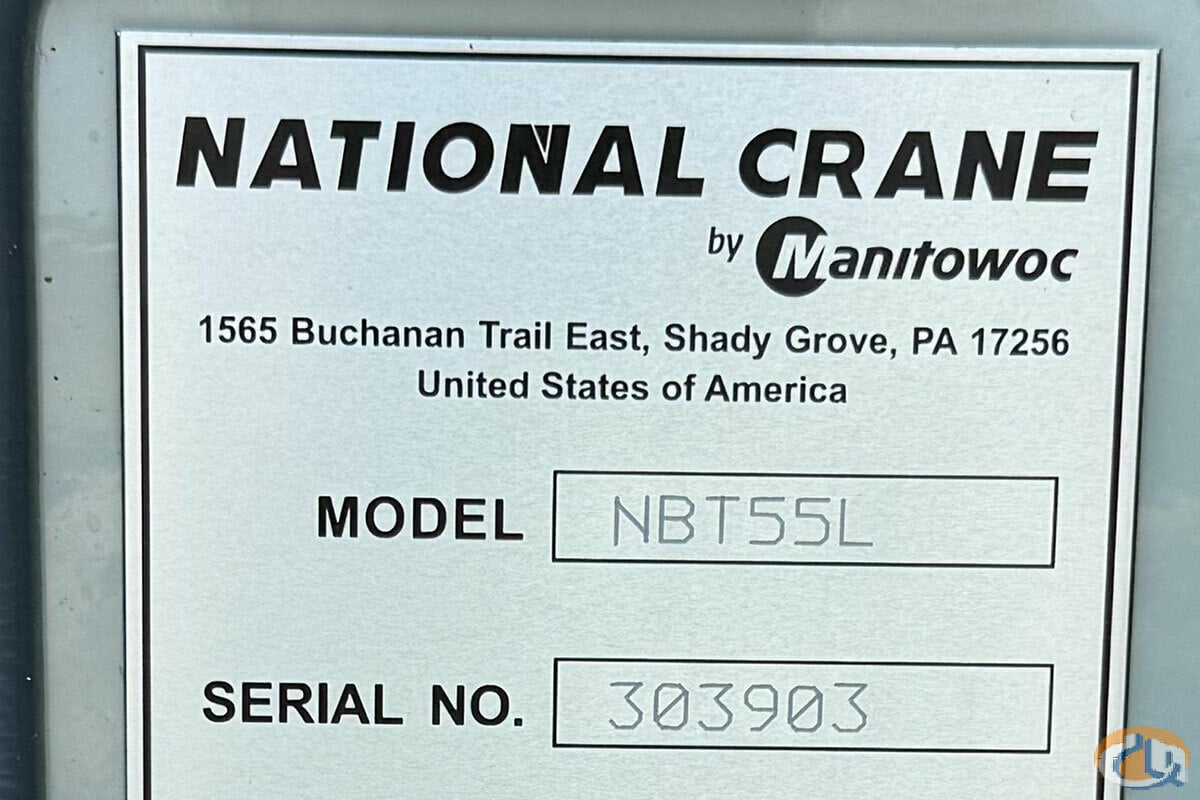 NATIONAL CRANE
by Manitowoc
1565 Buchanan Trail East, Shady Grove, PA 17256
United States of America
MODEL NBT55L
SERIAL NO. 303903